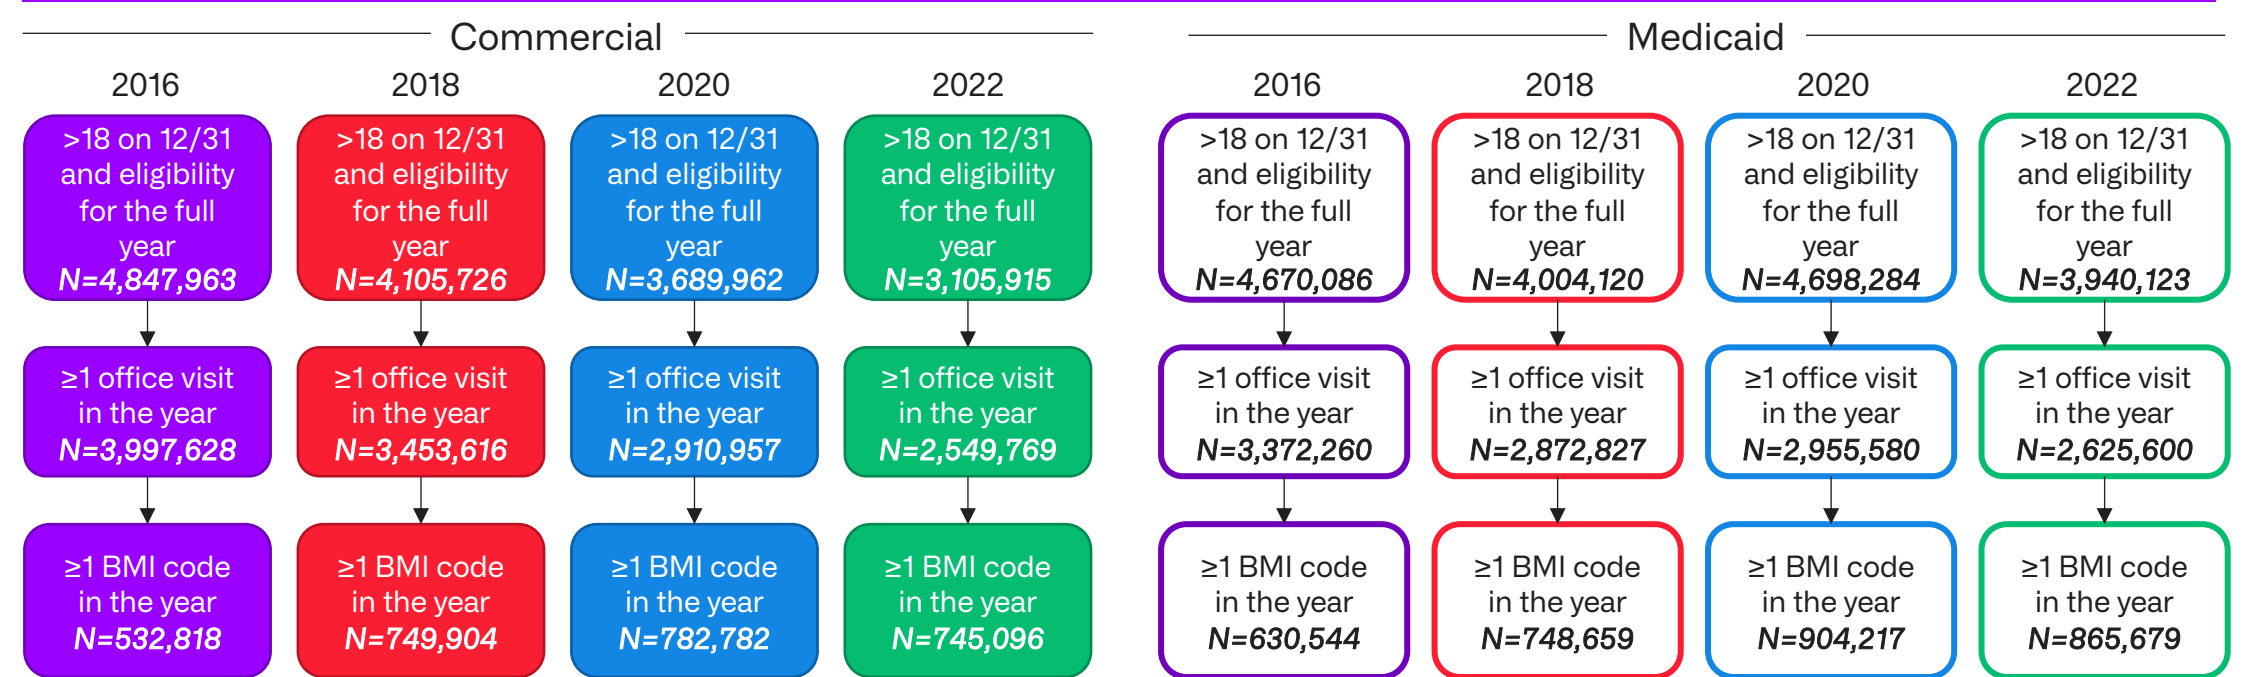 Commercial
2016
2018
2020
2022
>18 on 12/31
and eligibility
for the full
year
N=4,847,963
>18 on 12/31
and eligibility
for the full
year
N=4,105,726
>18 on 12/31
and eligibility
for the full
year
N=3,689,962
>18 on 12/31
and eligibility
for the full
year
N=3,105,915
≥1 office visit
in the year
N=3,997,628
≥1 office visit
in the year
N=3,453,616
≥1 office visit
in the year
N=2,910,957
≥1 office visit
in the year
N=2,549,769
≥1 BMI code
in the year
N=532,818
≥1 BMI code
in the year
N=749,904
≥1 BMI code
in the year
N=782,782
≥1 BMI code
in the year
N=745,096
Medicaid
2016
2018
2020
2022
>18 on 12/31
and eligibility
for the full
year
N=4,670,086
>18 on 12/31
and eligibility
for the full
year
N=4,004,120
>18 on 12/31
and eligibility
for the full
year
N=4,698,284
>18 on 12/31
and eligibility
for the full
year
N=3,940,123
≥1 office visit
in the year
N=3,372,260
≥1 office visit
in the year
N=2,872,827
≥1 office visit
in the year
N=2,955,580
≥1 office visit
in the year
N=2,625,600
≥1 BMI code
in the year
N=630,544
≥1 BMI code
in the year
N=748,659
≥1 BMI code
in the year
N=904,217
≥1 BMI code
in the year
N=865,679